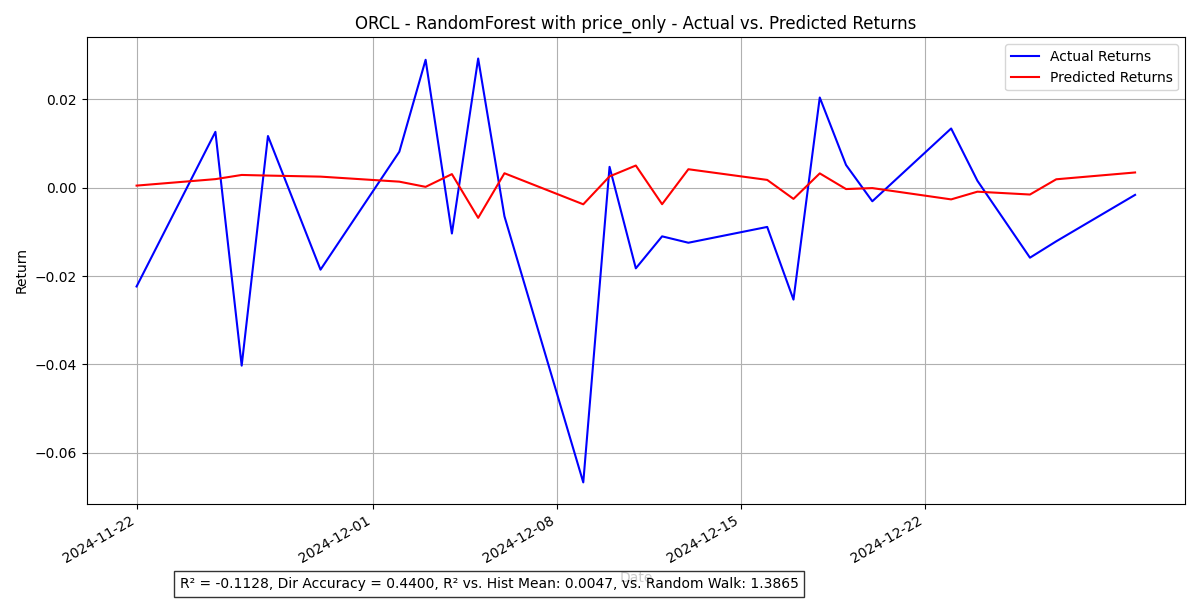 ORCL - RandomForest with price_only - Actual vs. Predicted Returns
Actual Returns
Predicted Returns
0.02
0.00
−0.02
−0.04
−0.06
Return
2024-11-22
2024-12-01
2024-12-08
2024-12-15
2024-12-22
Date
R² = -0.1128, Dir Accuracy = 0.4400, R² vs. Hist Mean: 0.0047, vs. Random Walk: 1.3865